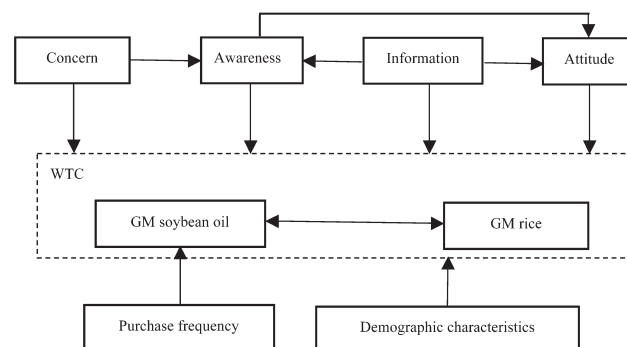 Concern
Awareness
Information
Attitude
WTC
GM soybean oil
GM rice
Purchase frequency
Demographic characteristics